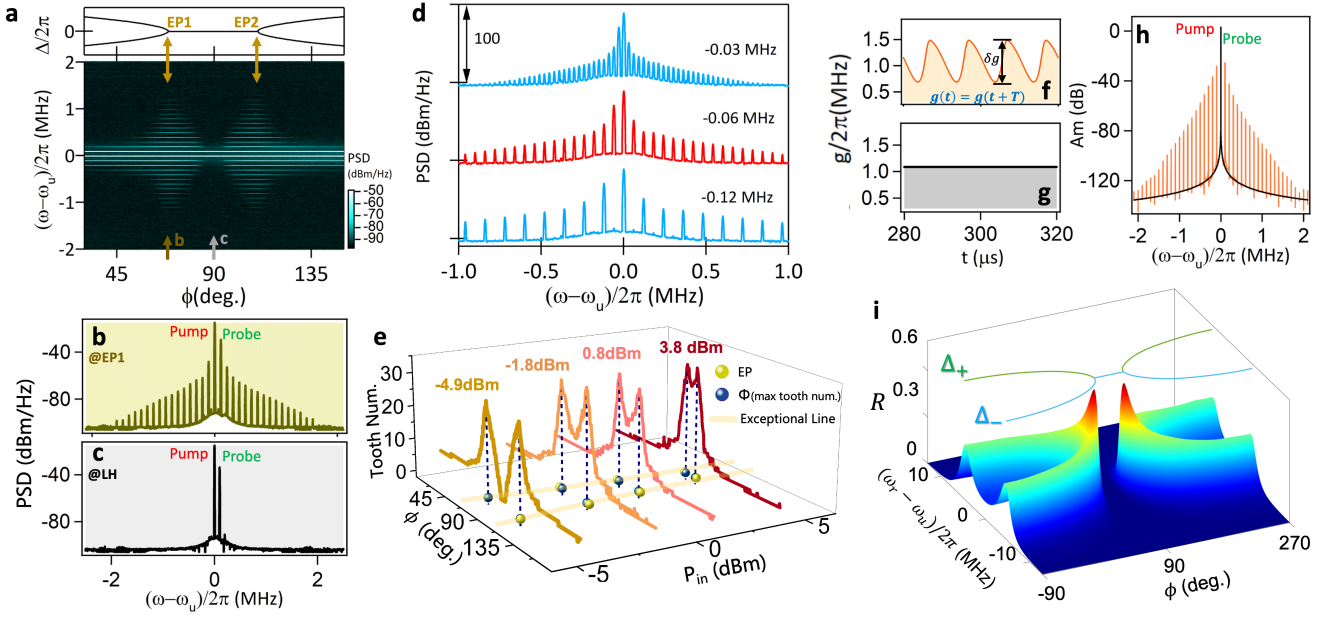 a
Δ/2π
0
EP1
EP2
(ω−ωu)/2π (MHz)
2
1
0
-1
-2
PSD
(dBm/Hz)
-50
-60
-70
-80
-90
b
c
45
90
135
ϕ(deg.)
b
@EP1
Pump
Probe
-40
-80
c
@LH
Pump
Probe
-40
-80
PSD (dBm/Hz)
-2
0
2
(ω−ωu)/2π (MHz)
d
100
PSD (dBm/Hz)
-0.03 MHz
-0.06 MHz
-0.12 MHz
-1.0
-0.5
0.0
0.5
1.0
(ω−ωu)/2π (MHz)
e
Tooth Num.
30
20
10
0
-4.9dBm
-1.8dBm
0.8dBm
3.8 dBm
EP
Φ(max tooth num.)
Exceptional Line
45
90
135
ϕ (deg.)
-5
0
5
Pin (dBm)
1.5
1.0
0.5
δg
g(t) = g(t+T)
f
g/2π(MHz)
1.5
1.0
0.5
g
280
300
320
t (μs)
h
Pump
Probe
Am (dB)
0
-40
-80
-120
-2
-1
0
1
2
(ω−ωu)/2π (MHz)
i
0.6
0.3
0
R
Δ+
Δ−
10
0
-10
(ωr − ωu)/2π (MHz)
-90
90
270
ϕ (deg.)